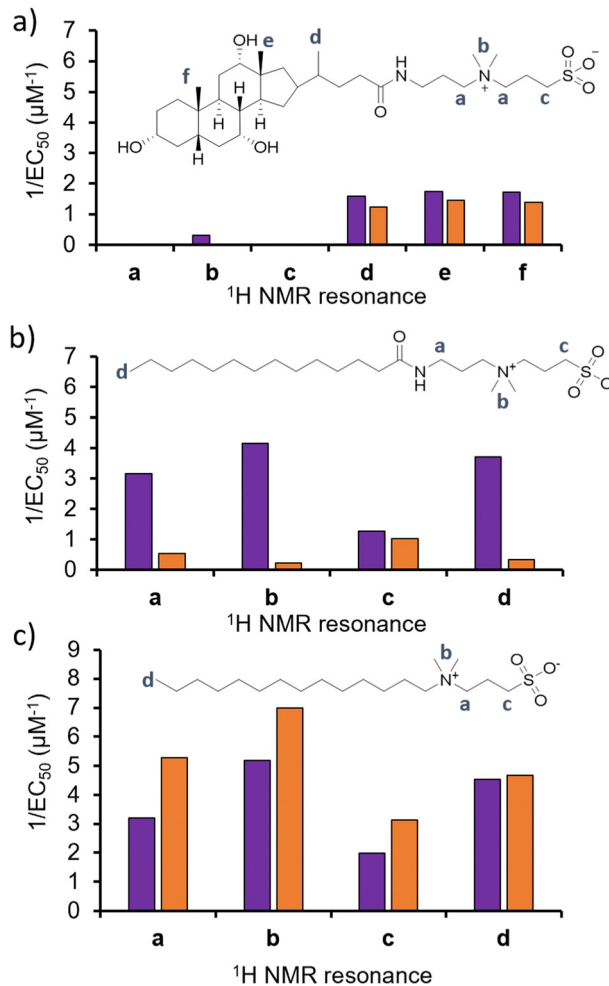 a)
1/EC50 (µM-1)
7
6
5
4
3
2
1
0
OH
e
d
f
b
O
O
S
O-
N
H
N
+
a
a
c
O
H
H
H
H
HO
OH
H
a b c d e f
1H NMR resonance
b)
1/EC50 (µM-1)
7
6
5
4
3
2
1
0
O
a
c
O
d
N
H
N+
S
O
O
b
a b c d
1H NMR resonance
c)
1/EC50 (µM-1)
9
8
7
6
5
4
3
2
1
0
b
O
O-
d
N+
S
O
a
c
a b c d
1H NMR resonance